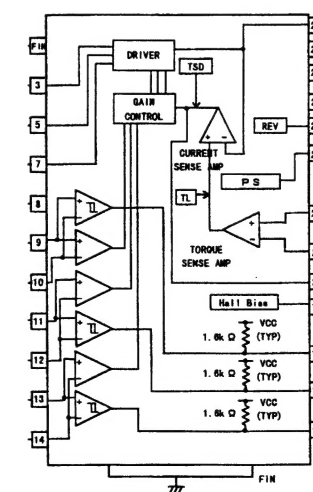 FIN
DRIVER
TSD
3
GAIN
CONTROL
5
REV
7
CURRENT
SENSE AMP
PS
8
TL
9
TORQUE
SENSE AMP
10
Hall Bias
11
VCC
1.6k Ω
(TYP)
12
VCC
1.6k Ω
(TYP)
13
VCC
1.6k Ω
(TYP)
14
FIN